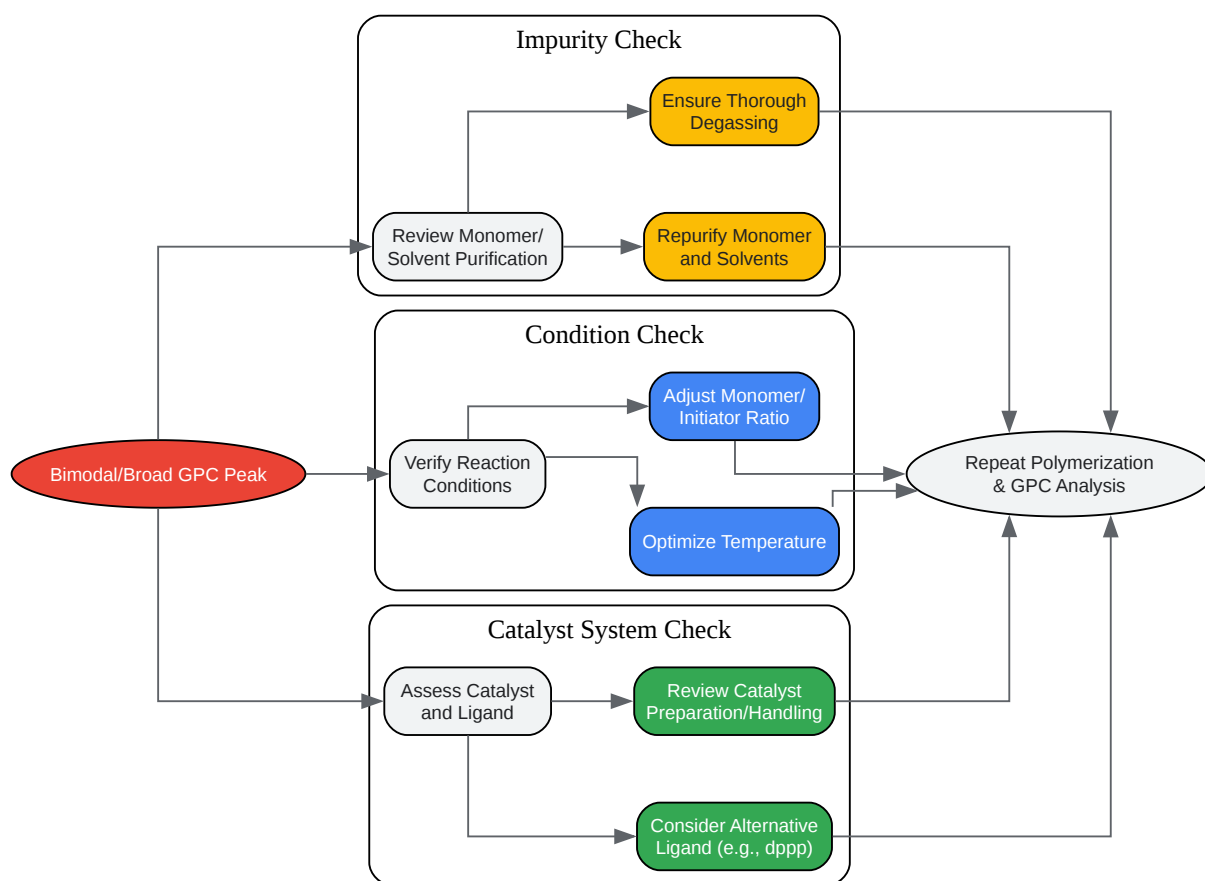 Impurity Check
Ensure Thorough
Degassing
Review Monomer/
Solvent Purification
Repurify Monomer
and Solvents
Condition Check
Adjust Monomer/
Initiator Ratio
Bimodal/Broad GPC Peak
Verify Reaction
Conditions
Repeat Polymerization
& GPC Analysis
Optimize Temperature
Catalyst System Check
Assess Catalyst
and Ligand
Review Catalyst
Preparation/Handling
Consider Alternative
Ligand (e.g., dppp)